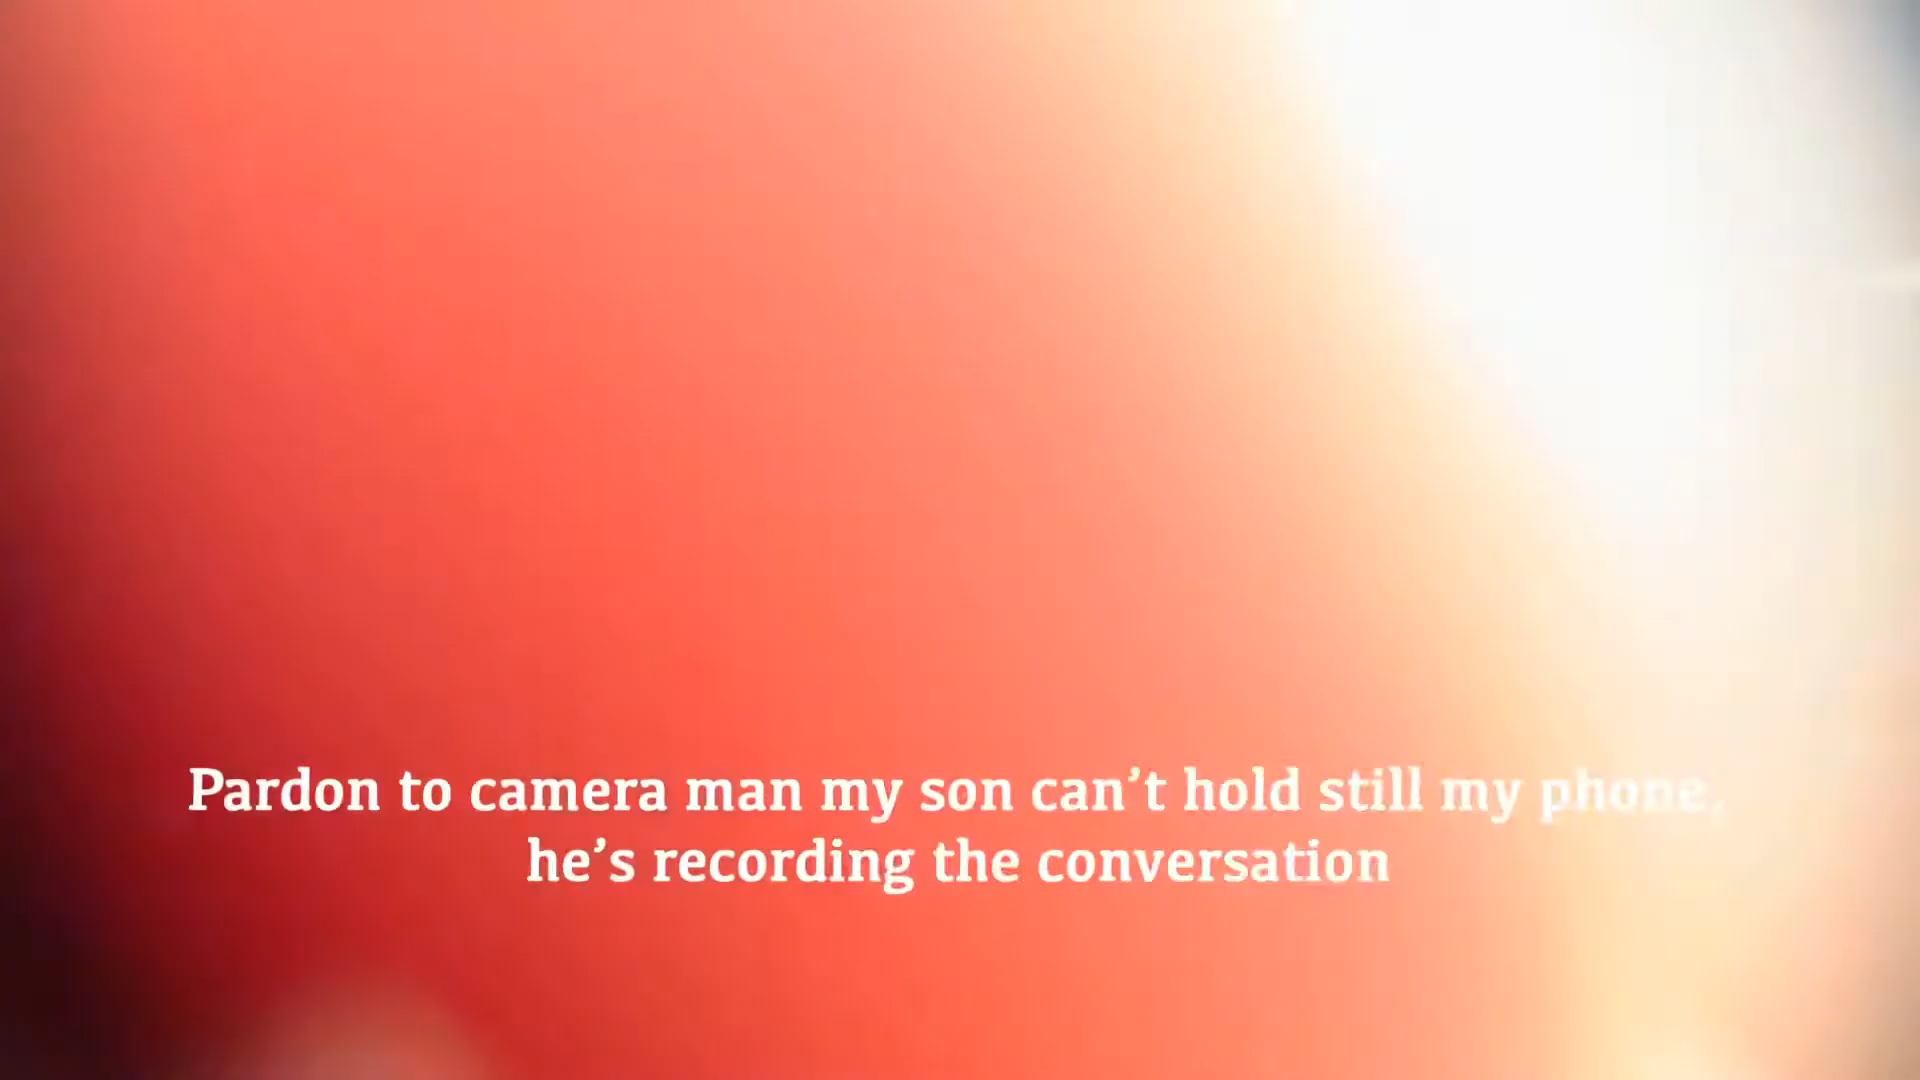 Pardon to camera man my son can’t hold still my phone,
he’s recording the conversation